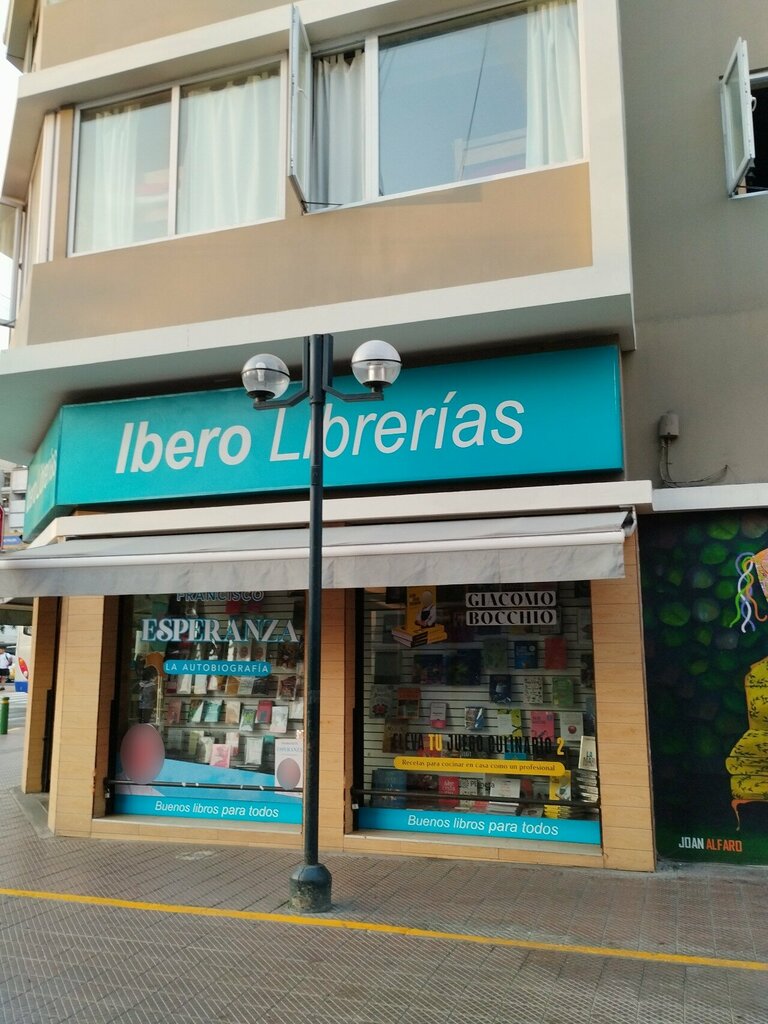 Ibero Librerías
FRANCISCO
ESPERANZA
LA AUTOBIOGRAFÍA
Buenos libros para todos
GIACOMO
BOCCHIO
ELEVA TU JUEGO CULINARIO 2
Recetas para cocinar en casa como un profesional
Buenos libros para todos
JOAN ALFARO